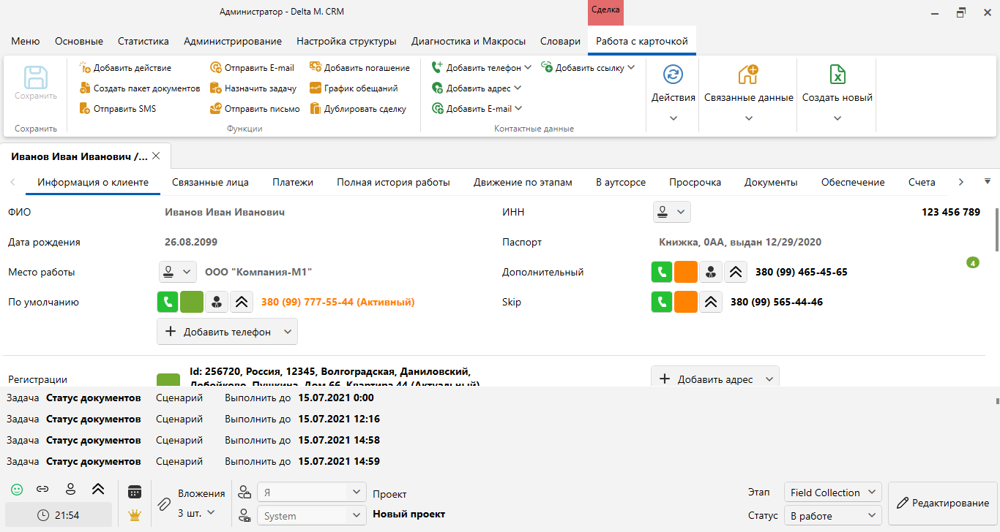 Администратор - Delta M. CRM
Сделка
Меню Основные Статистика Администрирование Настройка структуры Диагностика и Макросы Словари Работа с карточкой
Добавить действие Отправить E-mail Добавить погашение Добавить телефон Добавить ссылку
Создать пакет документов Назначить задачу График обещаний Добавить адрес
Сохранить Действия Связанные данные Создать новый
Отправить SMS Отправить письмо Дублировать сделку Добавить E-mail
Сохранить Функции Контактные данные
Иванов Иван Иванович /...
Информация о клиенте Связанные лица Платежи Полная история работы Движение по этапам В аутсорсе Просрочка Документы Обеспечение Счета
ФИО Иванов Иван Иванович ИНН 123 456 789
Дата рождения 26.08.2099 Паспорт Книжка, 0AA, выдан 12/29/2020
4
Место работы ООО "Компания-М1" Дополнительный 380 (99) 465-45-65
По умолчанию 380 (99) 777-55-44 (Активный) Skip 380 (99) 565-44-46
Добавить телефон
Id: 256720, Россия, 12345, Волгоградская, Даниловский,
Регистрации Добавить адрес
Лобойково, Пушкина, Дом 66, Квартира 44 (Актуальный)
Задача Статус документов Сценарий Выполнить до 15.07.2021 0:00
Задача Статус документов Сценарий Выполнить до 15.07.2021 12:16
Задача Статус документов Сценарий Выполнить до 15.07.2021 14:58
Задача Статус документов Сценарий Выполнить до 15.07.2021 14:59
Вложения Я Проект Этап Field Collection
Редактирование
21:54 3 шт. System Новый проект Статус В работе